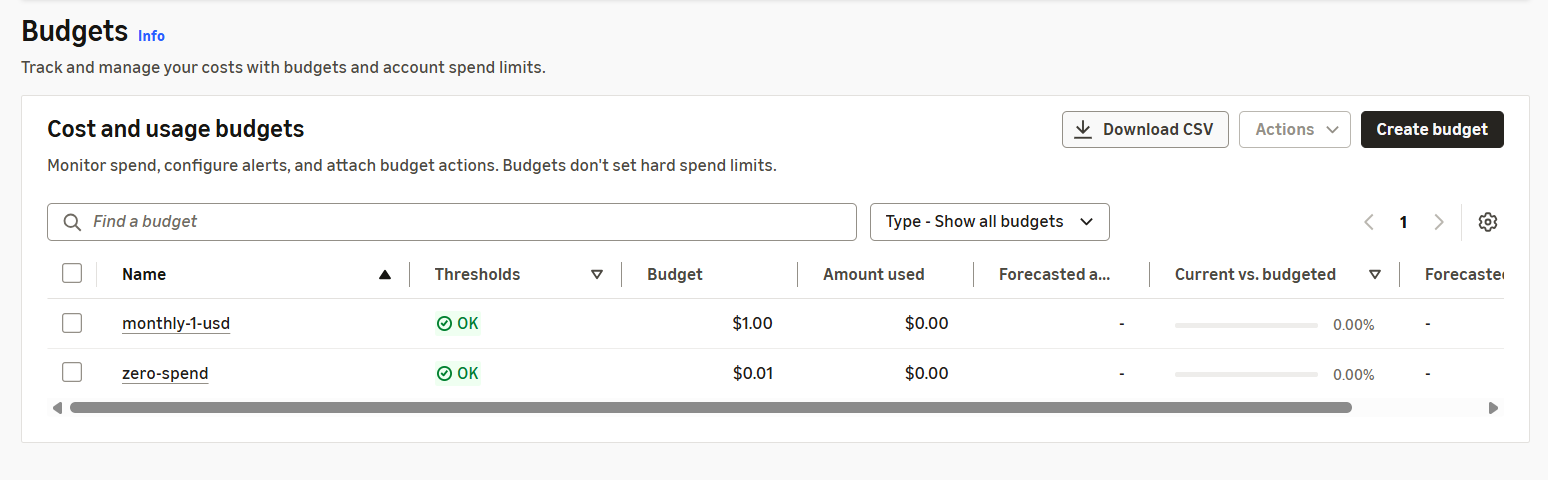 Budgets Info
Track and manage your costs with budgets and account spend limits.
Cost and usage budgets
Download CSV
Actions
Create budget
Monitor spend, configure alerts, and attach budget actions. Budgets don't set hard spend limits.
Find a budget
Type - Show all budgets
1
Name Thresholds Budget Amount used Forecasted a... Current vs. budgeted Forecasted
monthly-1-usd OK $1.00 $0.00 - 0.00% -
zero-spend OK $0.01 $0.00 - 0.00% -